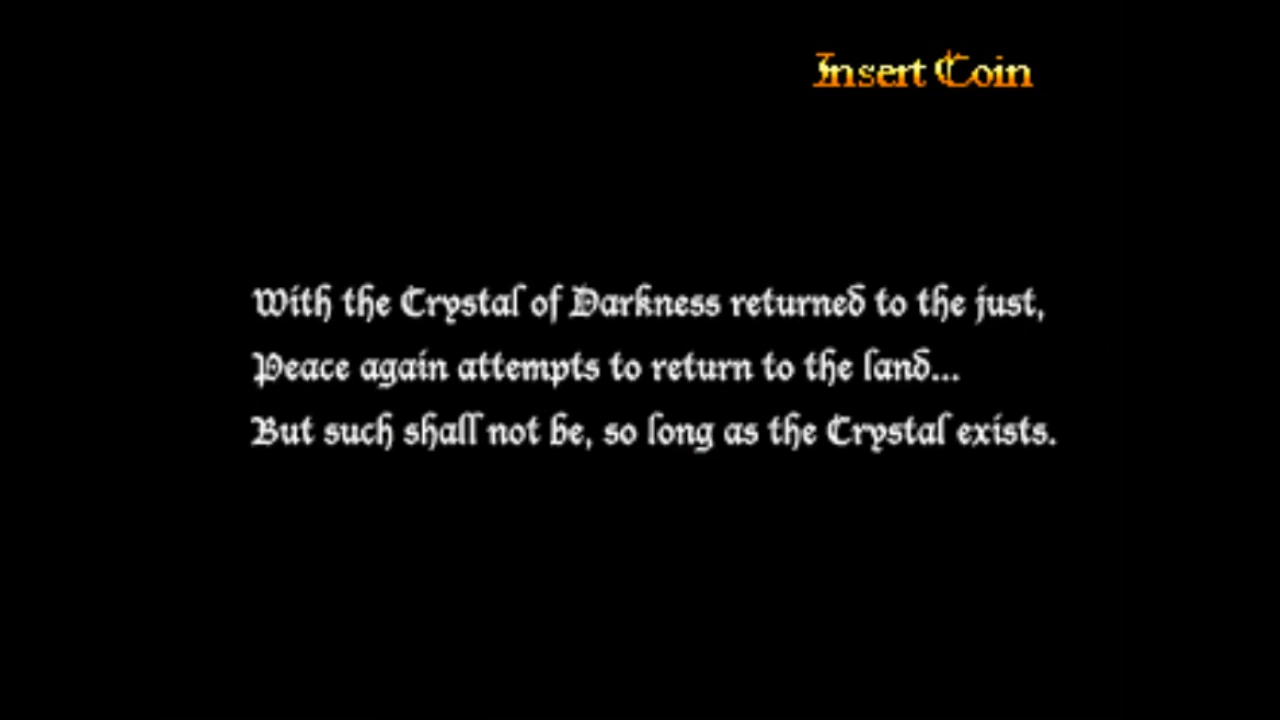 Insert Coin
With the Crystal of Darkness returned to the just,
Peace again attempts to return to the land...
But such shall not be, so long as the Crystal exists.